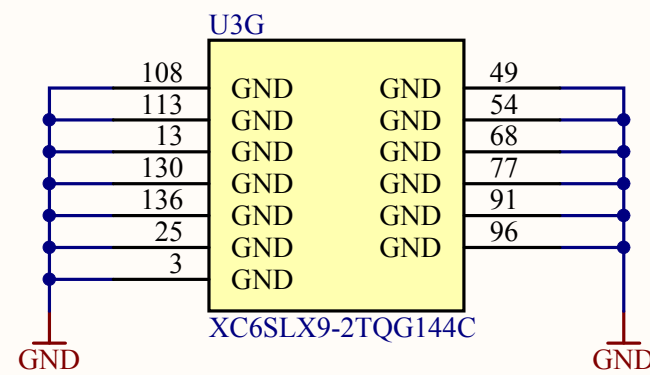 U3G
108 GND GND 49
113 GND GND 54
13 GND GND 68
130 GND GND 77
136 GND GND 91
25 GND GND 96
3 GND
XC6SLX9-2TQG144C
GND GND